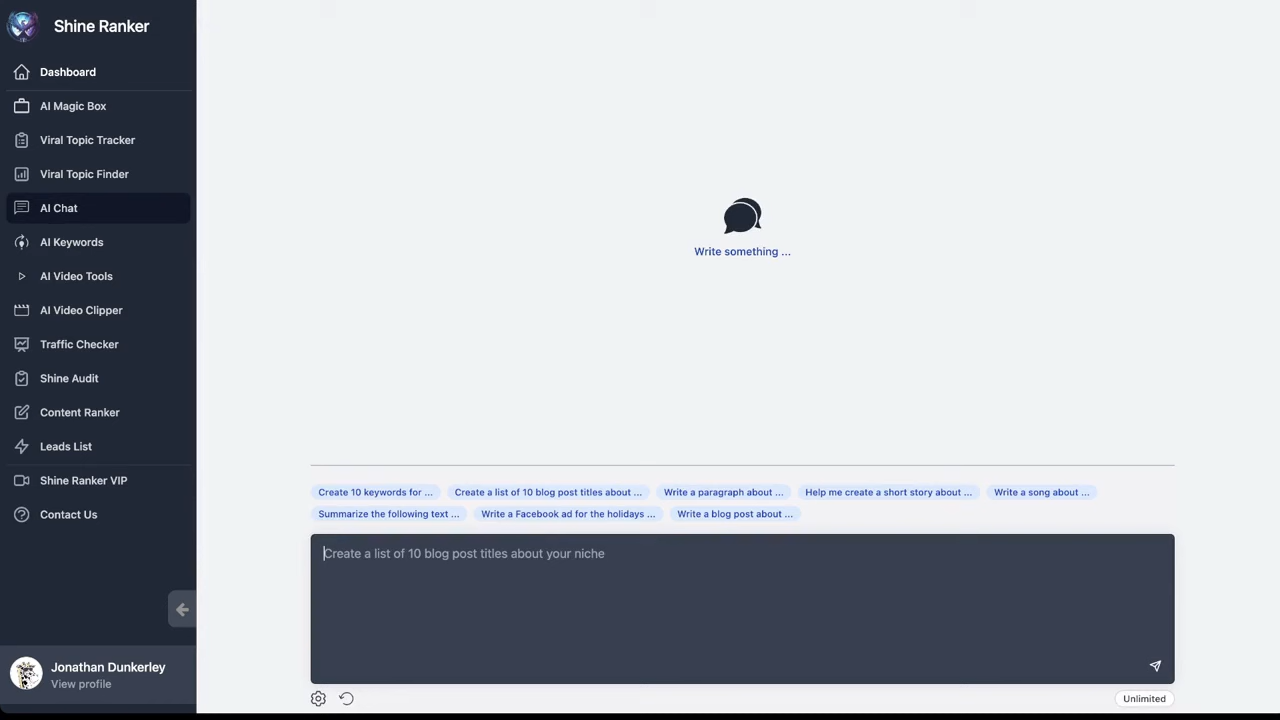 Shine Ranker
Dashboard
AI Magic Box
Viral Topic Tracker
Viral Topic Finder
AI Chat
AI Keywords
AI Video Tools
AI Video Clipper
Traffic Checker
Shine Audit
Content Ranker
Leads List
Shine Ranker VIP
Contact Us
Jonathan Dunkerley
View profile
Write something ...
Create 10 keywords for ... Create a list of 10 blog post titles about ... Write a paragraph about ... Help me create a short story about ... Write a song about ...
Summarize the following text ... Write a Facebook ad for the holidays ... Write a blog post about ...
Create a list of 10 blog post titles about your niche
Unlimited